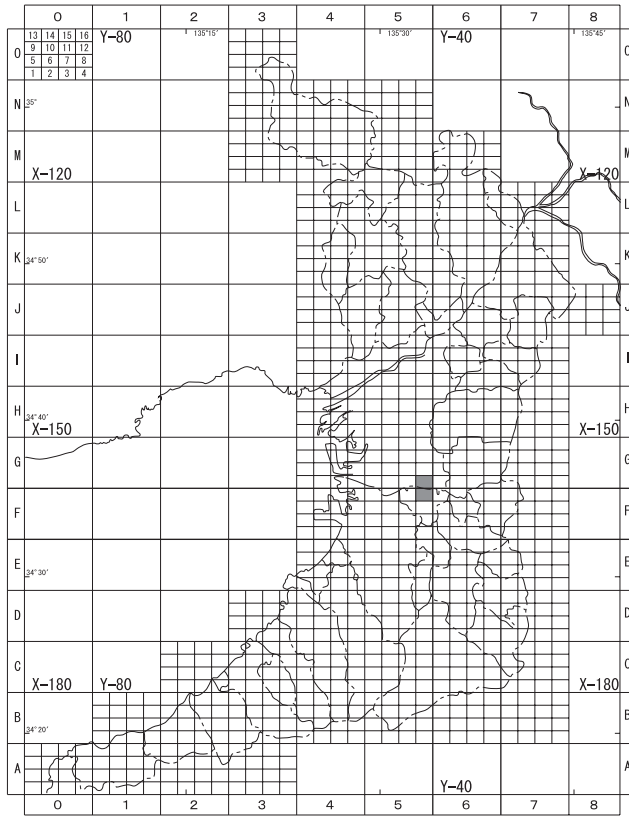 0 1 2 3 4 5 6 7 8
13 14 15 16 Y-80 135°15' 135°30' Y-40 135°45'
9 10 11 12
O
5 6 7 8
1 2 3 4
N 35° N
M M
X-120 X-120
L L
K 34°50' K
J J
I I
H 34°40' H
X-150 X-150
G G
F F
E 34°30' E
D D
C C
X-180 Y-80 X-180
B 34°20' B
A A
Y-40
0 1 2 3 4 5 6 7 8